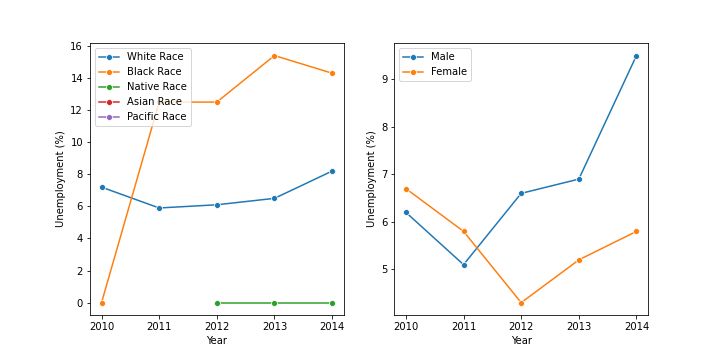 16
14
12
10
8
6
4
2
0
Unemployment (%)
White Race
Black Race
Native Race
Asian Race
Pacific Race
2010 2011 2012 2013 2014
Year
9
8
7
6
5
Unemployment (%)
Male
Female
2010 2011 2012 2013 2014
Year